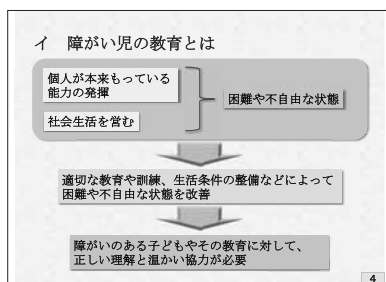 イ 障がい児の教育とは
個人が本来もっている
能力の発揮
社会生活を営む
困難や不自由な状態
適切な教育や訓練、生活条件の整備などによって
困難や不自由な状態を改善
障がいのある子どもやその教育に対して、
正しい理解と温かい協力が必要
4